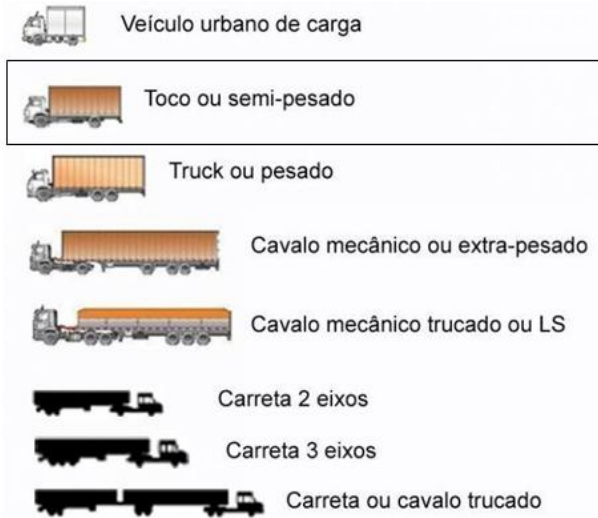 Veículo urbano de carga
Toco ou semi-pesado
Truck ou pesado
Cavalo mecânico ou extra-pesado
Cavalo mecânico trucado ou LS
Carreta 2 eixos
Carreta 3 eixos
Carreta ou cavalo trucado